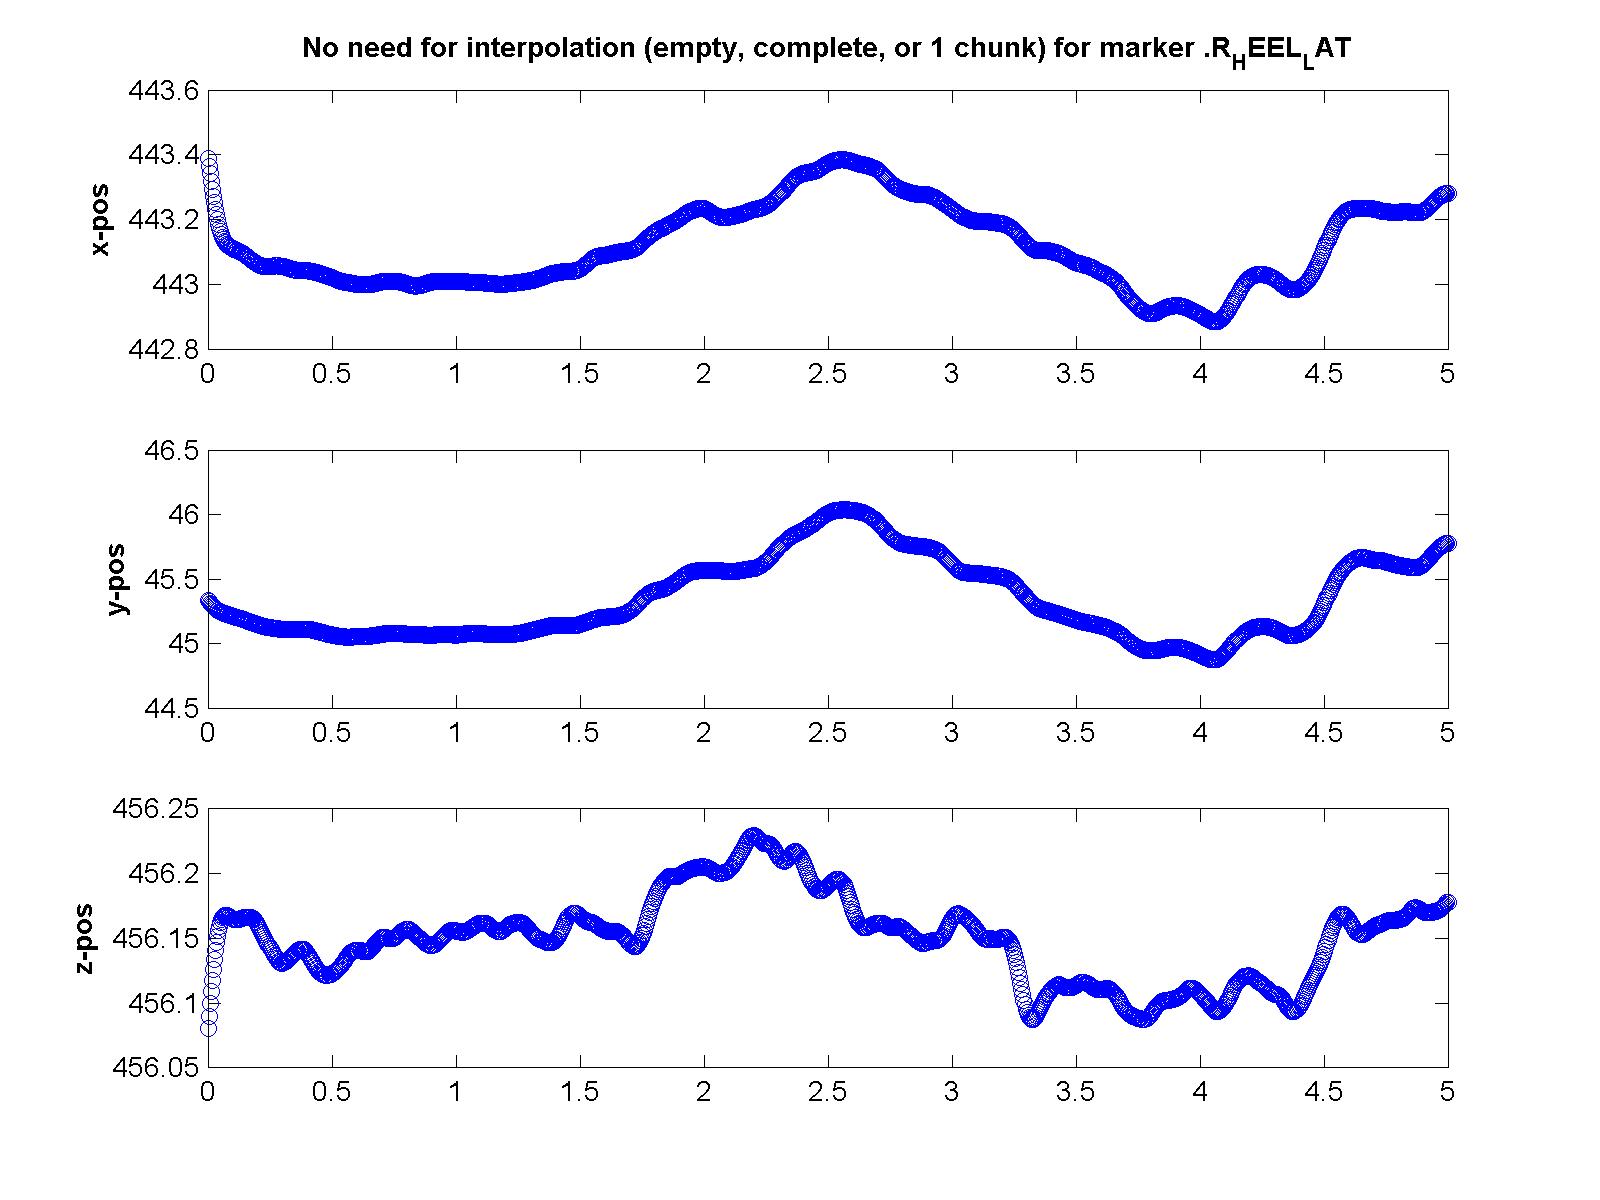 No need for interpolation (empty, complete, or 1 chunk) for marker .R_HEEL_LAT
443.6
443.4
443.2
443
442.8
x-pos
0 0.5 1 1.5 2 2.5 3 3.5 4 4.5 5
46.5
46
45.5
45
44.5
y-pos
0 0.5 1 1.5 2 2.5 3 3.5 4 4.5 5
456.25
456.2
456.15
456.1
456.05
z-pos
0 0.5 1 1.5 2 2.5 3 3.5 4 4.5 5